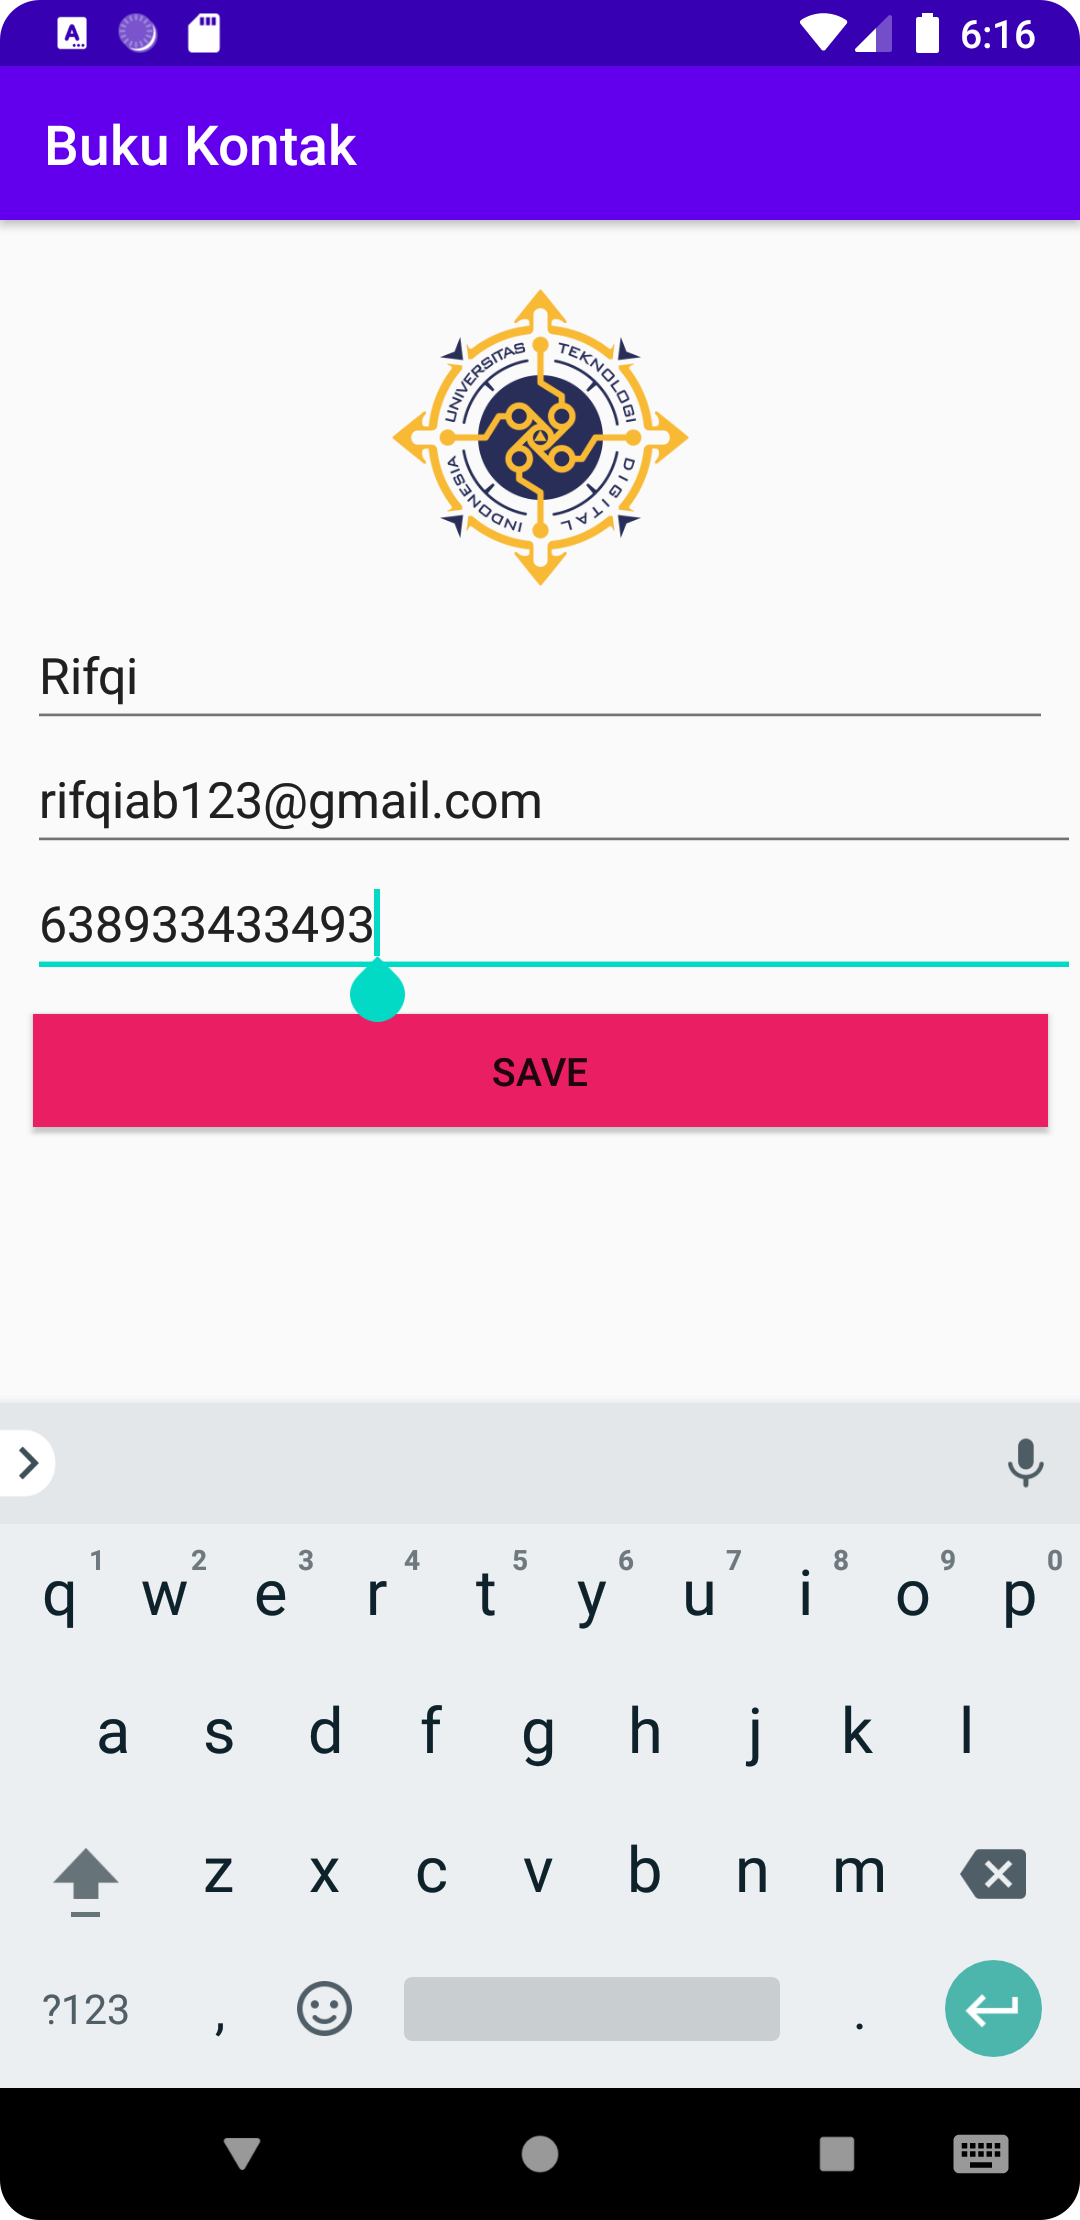 6:16
Buku Kontak
UNIVERSITAS TEKNOLOGI DIGITAL INDONESIA
Rifqi
rifqiab123@gmail.com
638933433493
SAVE
1 2 3 4 5 6 7 8 9 0
q w e r t y u i o p
a s d f g h j k l
z x c v b n m
?123 , .